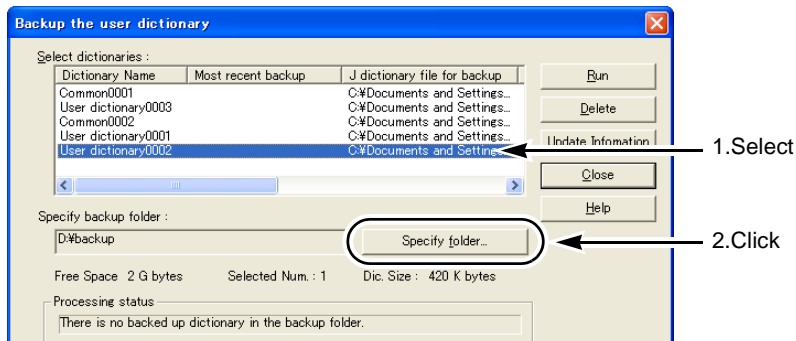 Backup the user dictionary
Select dictionaries :
Dictionary Name Most recent backup J dictionary file for backup
Common0001 C:¥Documents and Settings...
User dictionary0003 C:¥Documents and Settings...
Common0002 C:¥Documents and Settings...
User dictionary0001 C:¥Documents and Settings...
User dictionary0002 C:¥Documents and Settings
Run
Delete
Update Infomation
Close
Help
1.Select
Specify backup folder :
D:¥backup
Specify folder...
2.Click
Free Space 2 G bytes Selected Num. : 1 Dic. Size : 420 K bytes
Processing status
There is no backed up dictionary in the backup folder.